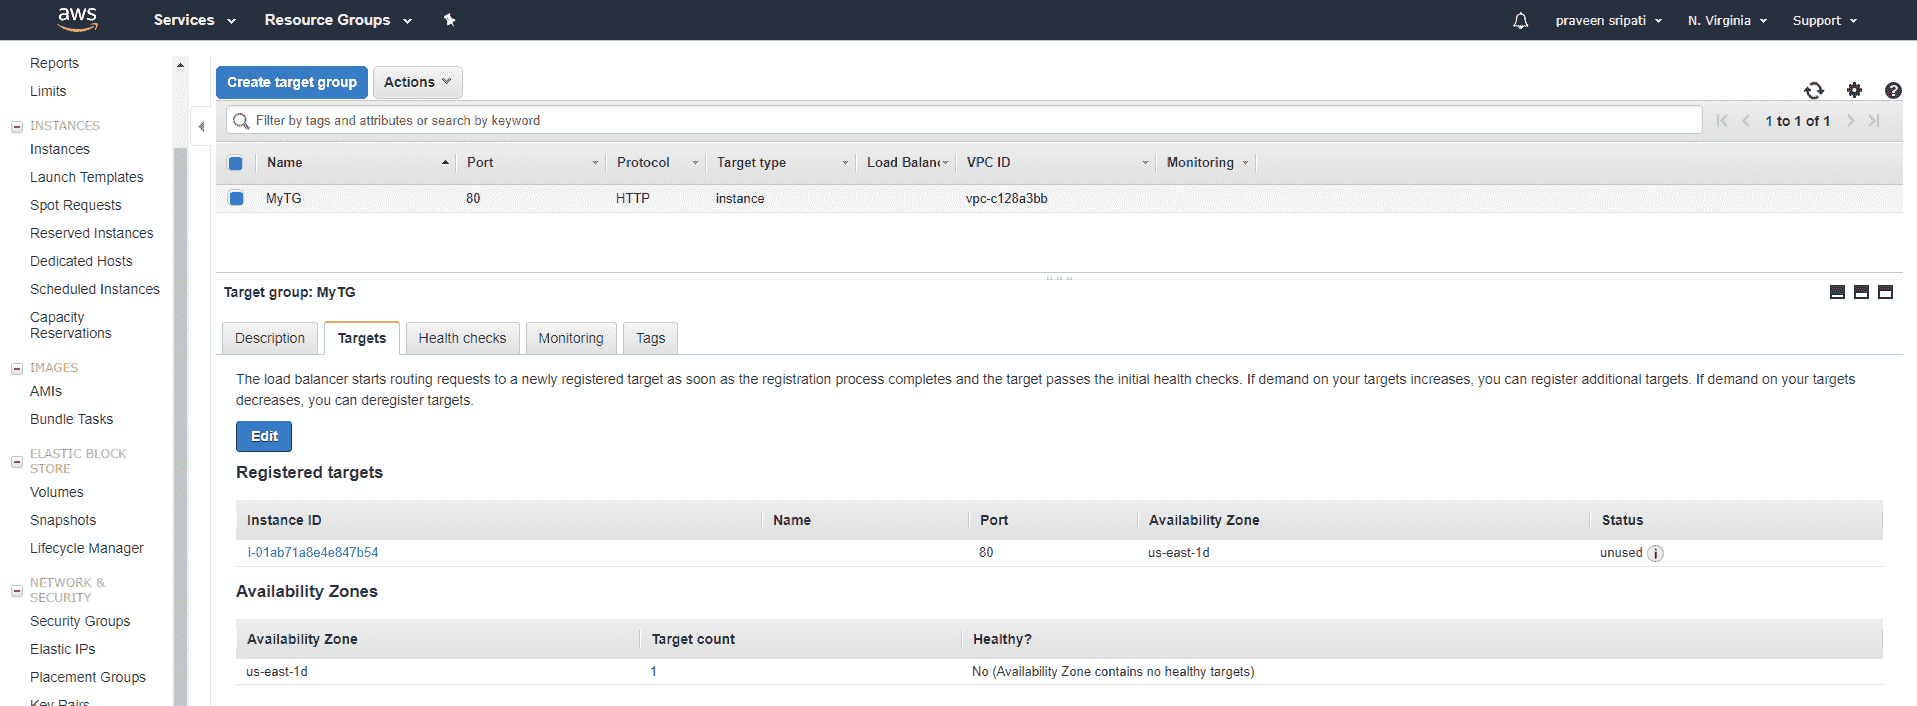 aws Services Resource Groups praveen sripati N. Virginia Support
Reports
Limits
INSTANCES
Instances
Launch Templates
Spot Requests
Reserved Instances
Dedicated Hosts
Scheduled Instances
Capacity
Reservations
IMAGES
AMIs
Bundle Tasks
ELASTIC BLOCK
STORE
Volumes
Snapshots
Lifecycle Manager
NETWORK &
SECURITY
Security Groups
Elastic IPs
Placement Groups
Key Pairs
Create target group Actions
Filter by tags and attributes or search by keyword 1 to 1 of 1
Name Port Protocol Target type Load Balanc VPC ID Monitoring
MyTG 80 HTTP instance vpc-c128a3bb
Target group: MyTG
Description Targets Health checks Monitoring Tags
The load balancer starts routing requests to a newly registered target as soon as the registration process completes and the target passes the initial health checks. If demand on your targets increases, you can register additional targets. If demand on your targets
decreases, you can deregister targets.
Edit
Registered targets
Instance ID Name Port Availability Zone Status
i-01ab71a8e4e847b54 80 us-east-1d unused i
Availability Zones
Availability Zone Target count Healthy?
us-east-1d 1 No (Availability Zone contains no healthy targets)